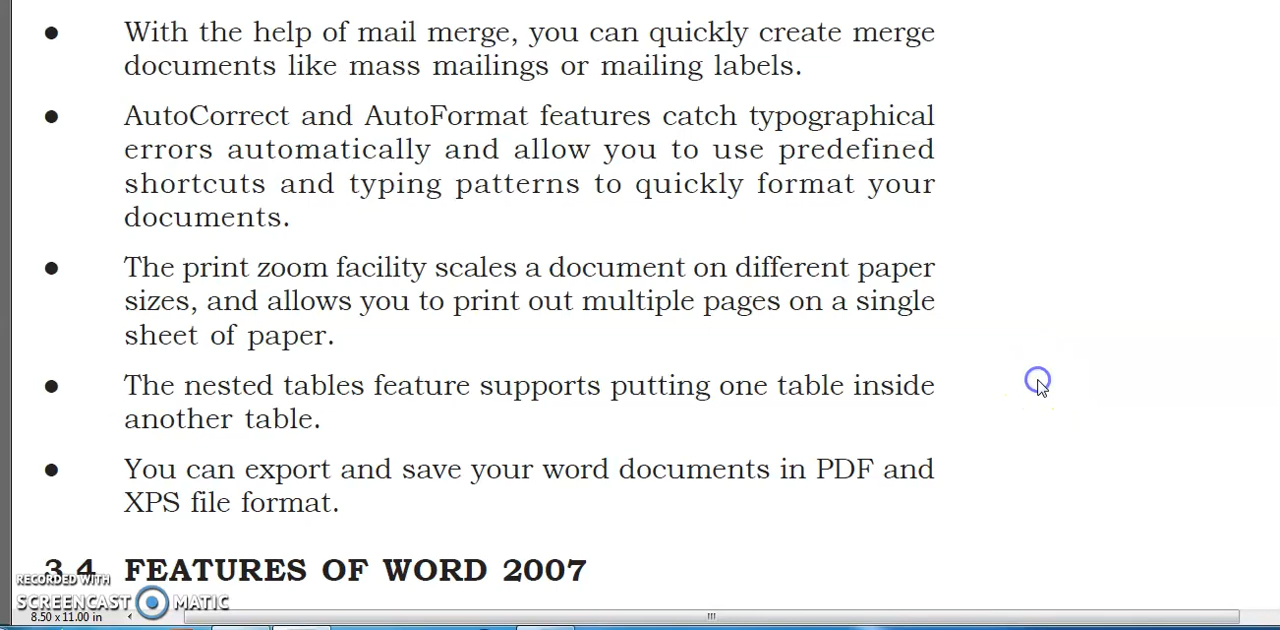 ● With the help of mail merge, you can quickly create merge
documents like mass mailings or mailing labels.
● AutoCorrect and AutoFormat features catch typographical
errors automatically and allow you to use predefined
shortcuts and typing patterns to quickly format your
documents.
● The print zoom facility scales a document on different paper
sizes, and allows you to print out multiple pages on a single
sheet of paper.
● The nested tables feature supports putting one table inside
another table.
● You can export and save your word documents in PDF and
XPS file format.
3.4 FEATURES OF WORD 2007
RECORDED WITH
SCREENCAST MATIC
8.50 x 11.00 in